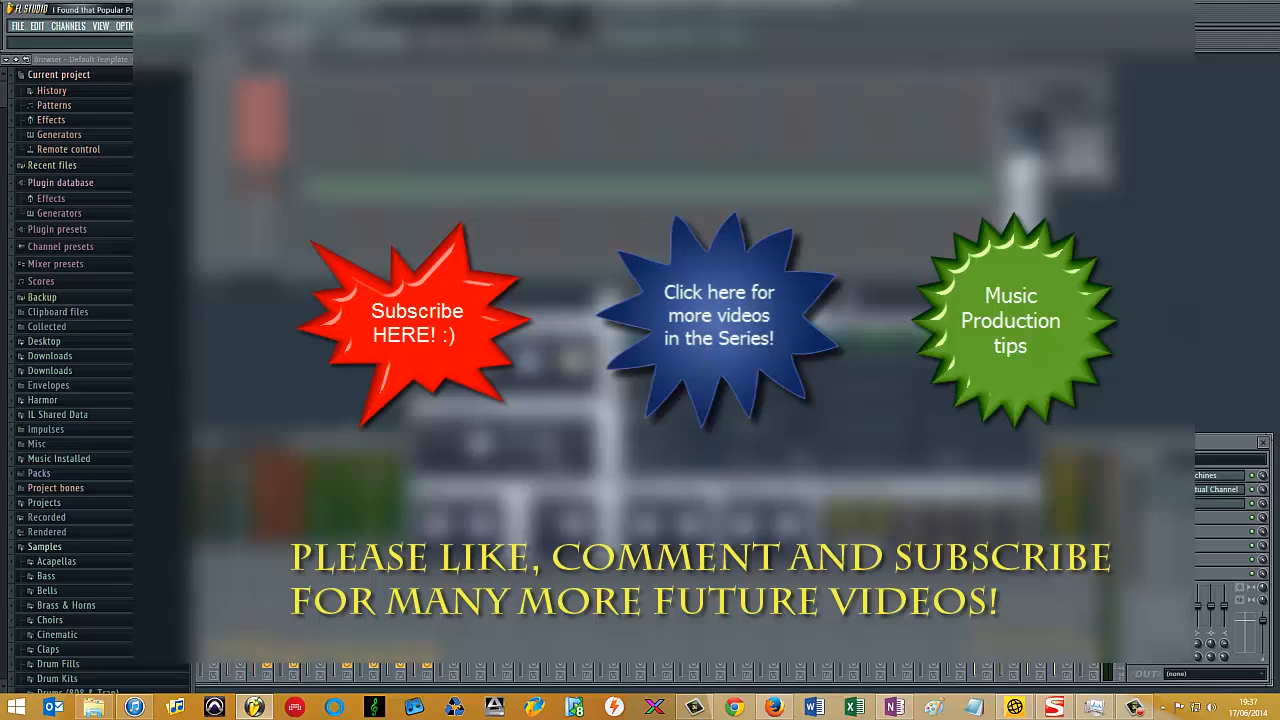 FL STUDIO
I Found that Popular Pr
FILE EDIT CHANNELS VIEW OPTI
Browser - Default Template
Current project
History
Patterns
Effects
Generators
Remote control
Recent files
Plugin database
Effects
Generators
Plugin presets
Channel presets
Mixer presets
Scores
Backup
Clipboard files
Collected
Desktop
Downloads
Downloads
Envelopes
Harmor
IL Shared Data
Impulses
Misc
Music Installed
Packs
Project bones
Projects
Recorded
Rendered
Samples
Acapellas
Bass
Bells
Brass & Horns
Choirs
Cinematic
Claps
Drum Fills
Drum Kits
Drums (808 & Trap)
Subscribe
HERE! :)
Click here for
more videos
in the Series!
Music
Production
tips
PLEASE LIKE, COMMENT AND SUBSCRIBE
FOR MANY MORE FUTURE VIDEOS!
chines
tual Channel
OUT
(none)
19:37
17/06/2014